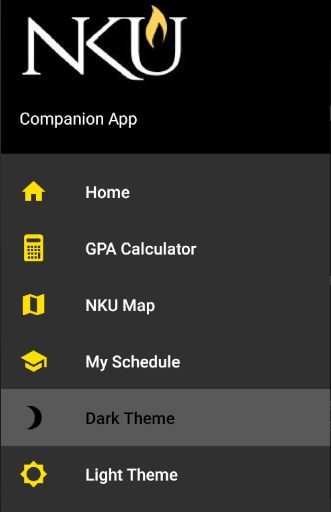 NKU
Companion App
Home
GPA Calculator
NKU Map
My Schedule
Dark Theme
Light Theme